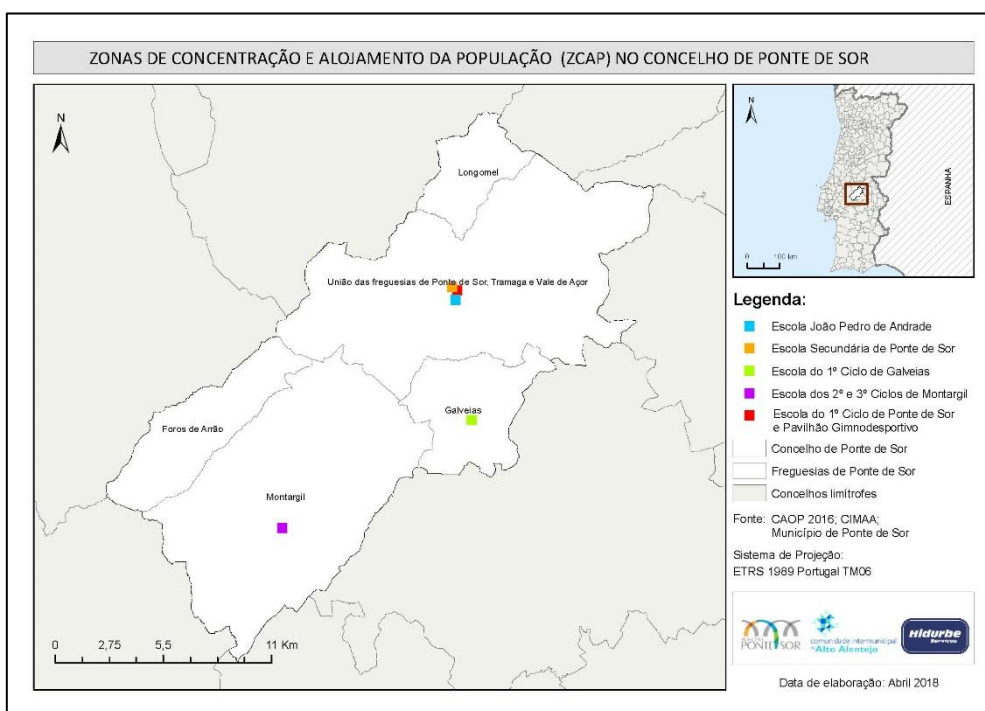 ZONAS DE CONCENTRAÇÃO E ALOJAMENTO DA POPULAÇÃO (ZCAP) NO CONCELHO DE PONTE DE SOR
N
Longomel
União das freguesias de Ponte de Sor, Tramaga e Vale de Açor
Galveias
Foros de Arrão
Montargil
0 2,75 5,5 11 Km
N
ESPANHA
0 100 km
Legenda:
Escola João Pedro de Andrade
Escola Secundária de Ponte de Sor
Escola do 1º Ciclo de Galveias
Escola dos 2º e 3º Ciclos de Montargil
Escola do 1º Ciclo de Ponte de Sor
e Pavilhão Gimnodesportivo
Concelho de Ponte de Sor
Freguesias de Ponte de Sor
Concelhos limítrofes
Fonte: CAOP 2016; CIMAA;
Município de Ponte de Sor
Sistema de Projeção:
ETRS 1989 Portugal TM06
PONTE SOR
comunidade intermunicipal
Alto Alentejo
Hidurbe
Serviços
Data de elaboração: Abril 2018